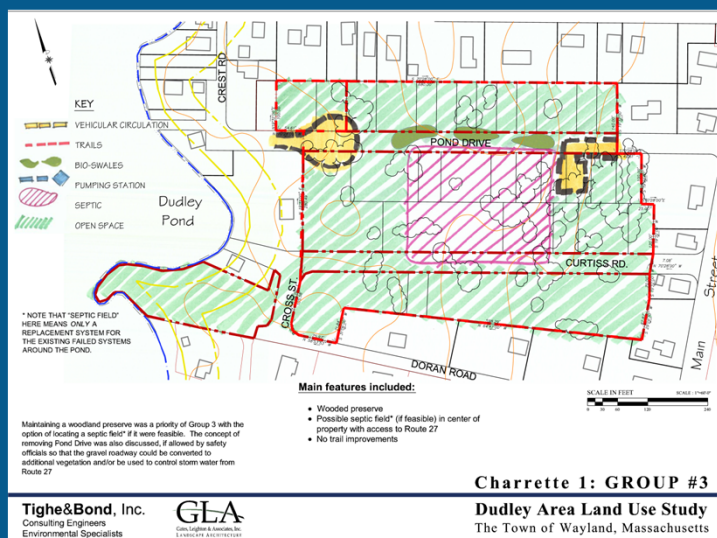 CREST RD
KEY
VEHICULAR CIRCULATION
TRAILS
BIO-SWALES
PUMPING STATION
SEPTIC
OPEN SPACE
POND DRIVE
Dudley
Pond
CURTISS RD.
CROSS ST.
Main Street
DORAN ROAD
* NOTE THAT "SEPTIC FIELD"
HERE MEANS ONLY A
REPLACEMENT SYSTEM FOR
THE EXISTING FAILED SYSTEMS
AROUND THE POND.
Main features included:
• Wooded preserve
• Possible septic field* (if feasible) in center of
property with access to Route 27
• No trail improvements
SCALE IN FEET
Maintaining a woodland preserve was a priority of Group 3 with the
option of locating a septic field* if it were feasible. The concept of
removing Pond Drive was also discussed, if allowed by safety
officials so that the gravel roadway could be converted to
additional vegetation and/or be used to control storm water from
Route 27
Charrette 1: GROUP #3
Tighe&Bond, Inc.
Consulting Engineers
Environmental Specialists
GLA
Gates, Leighton & Associates, Inc.
LANDSCAPE ARCHITECTURE
Dudley Area Land Use Study
The Town of Wayland, Massachusetts